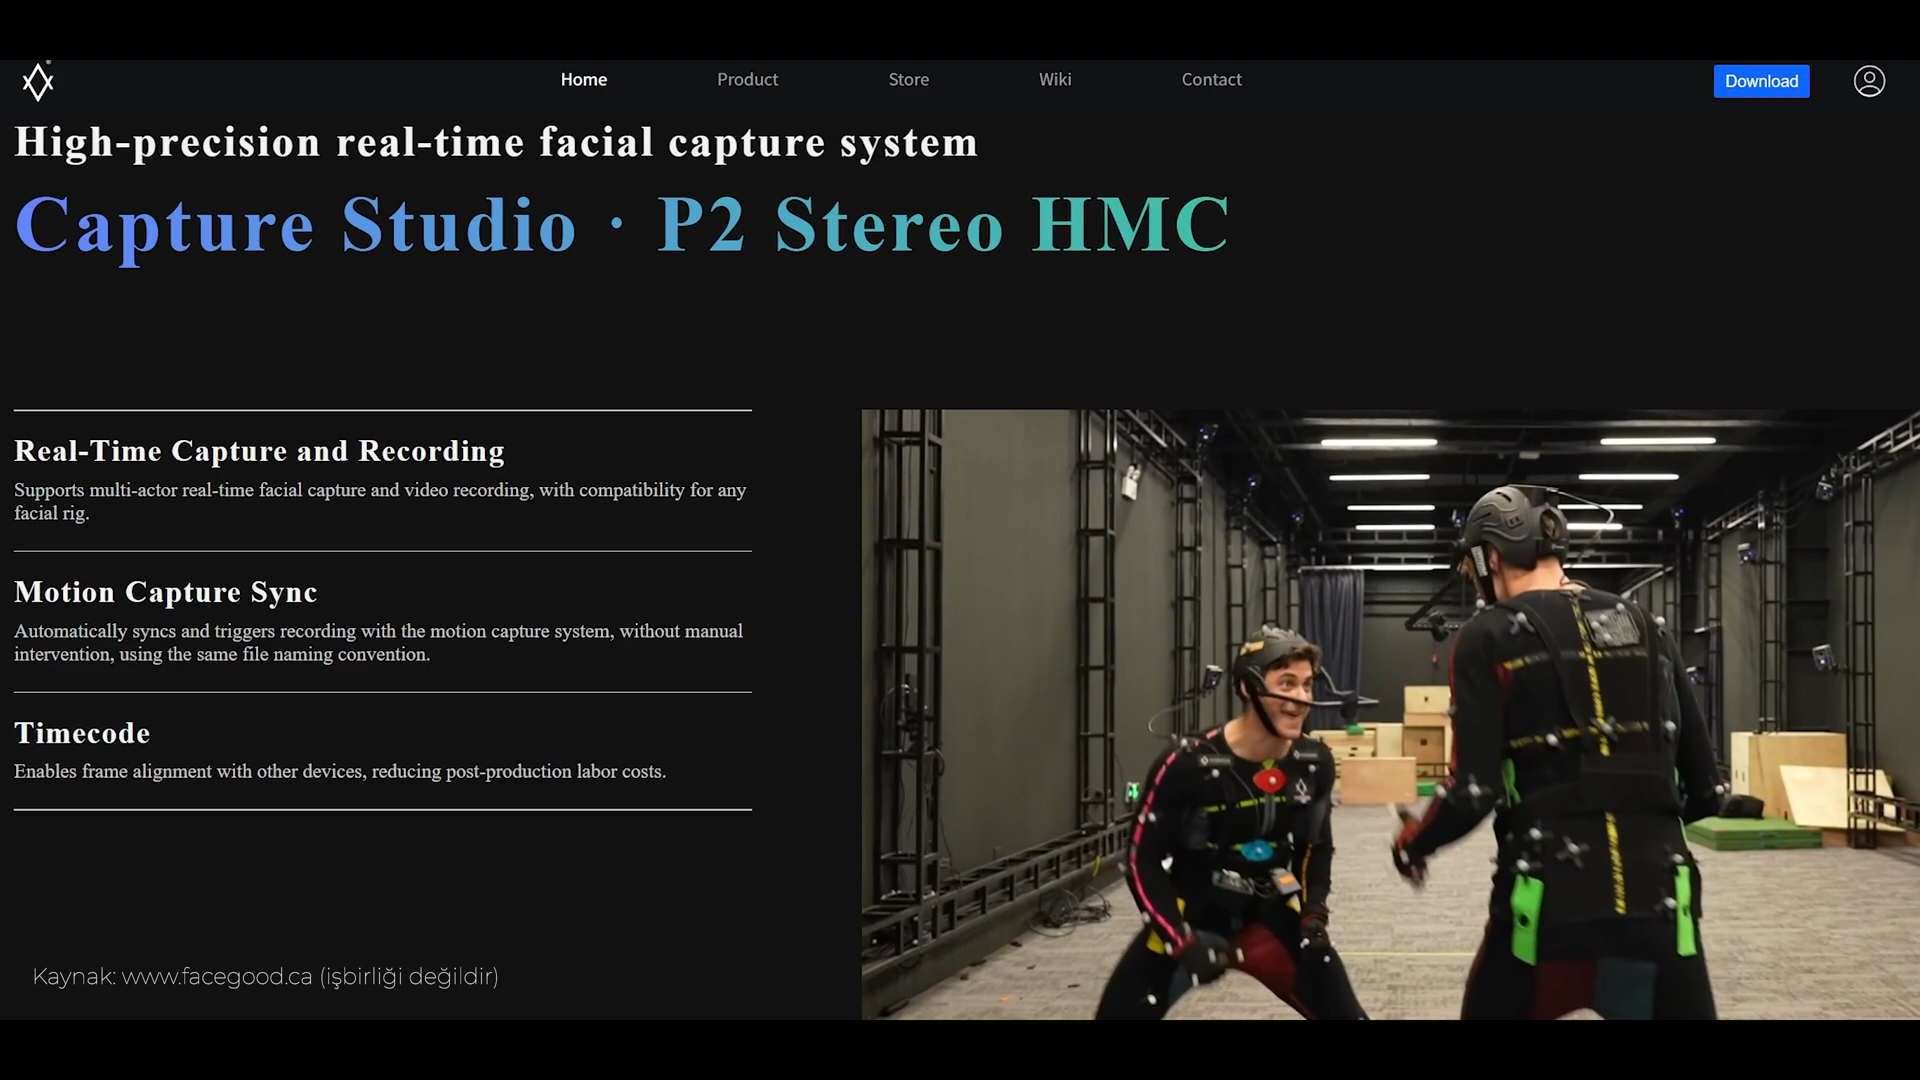 Home Product Store Wiki Contact Download
High-precision real-time facial capture system
Capture Studio · P2 Stereo HMC
Real-Time Capture and Recording
Supports multi-actor real-time facial capture and video recording, with compatibility for any
facial rig.
Motion Capture Sync
Automatically syncs and triggers recording with the motion capture system, without manual
intervention, using the same file naming convention.
Timecode
Enables frame alignment with other devices, reducing post-production labor costs.
Kaynak: www.facegood.ca (işbirliği değildir)